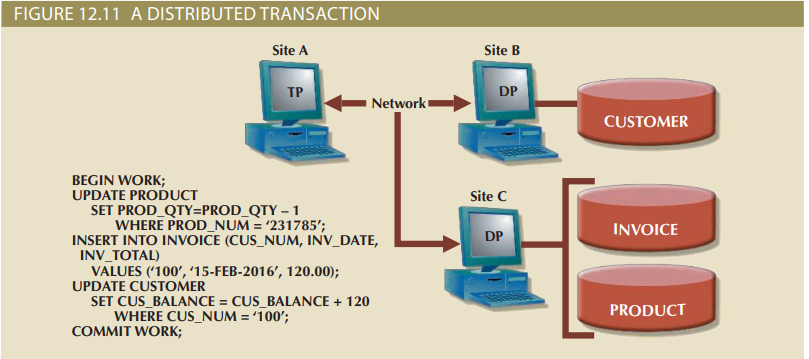 FIGURE 12.11 A DISTRIBUTED TRANSACTION
Site A
Site B
TP
Network
DP
CUSTOMER
BEGIN WORK;
UPDATE PRODUCT
SET PROD_QTY=PROD_QTY – 1
WHERE PROD_NUM = ‘231785’;
INSERT INTO INVOICE (CUS_NUM, INV_DATE,
INV_TOTAL)
VALUES (‘100’, ‘15-FEB-2016’, 120.00);
UPDATE CUSTOMER
SET CUS_BALANCE = CUS_BALANCE + 120
WHERE CUS_NUM = ‘100’;
COMMIT WORK;
Site C
DP
INVOICE
PRODUCT